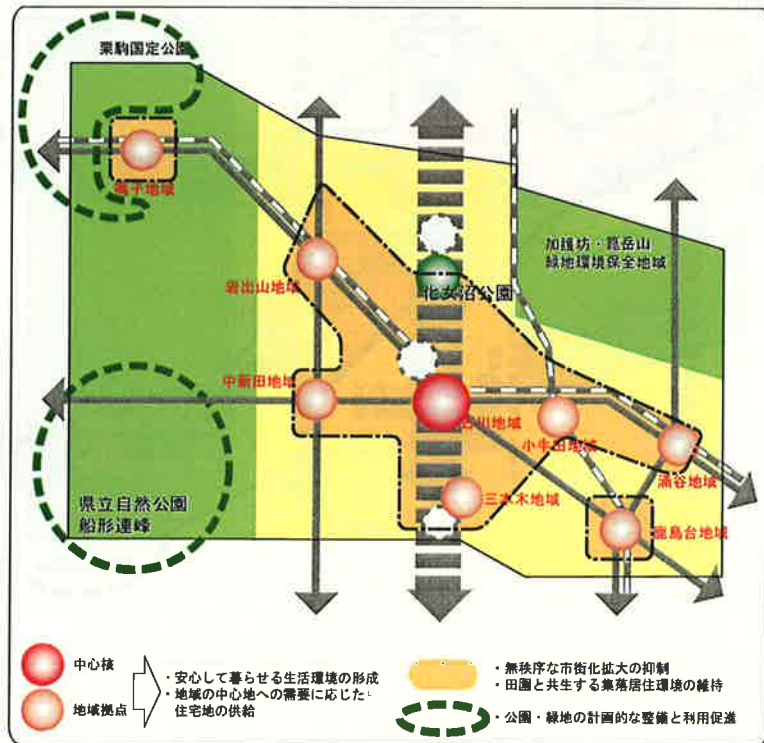 栗駒国定公園
鳴子地域
加護坊・箆岳山
緑地環境保全地域
岩出山地域
化女沼公園
中新田地域
古川地域
小牛田地域
涌谷地域
県立自然公園
船形連峰
三本木地域
鹿島台地域
中心核
地域拠点
・安心して暮らせる生活環境の形成
・地域の中心地への需要に応じた
住宅地の供給
・無秩序な市街化拡大の抑制
・田園と共生する集落居住環境の維持
・公園・緑地の計画的な整備と利用促進